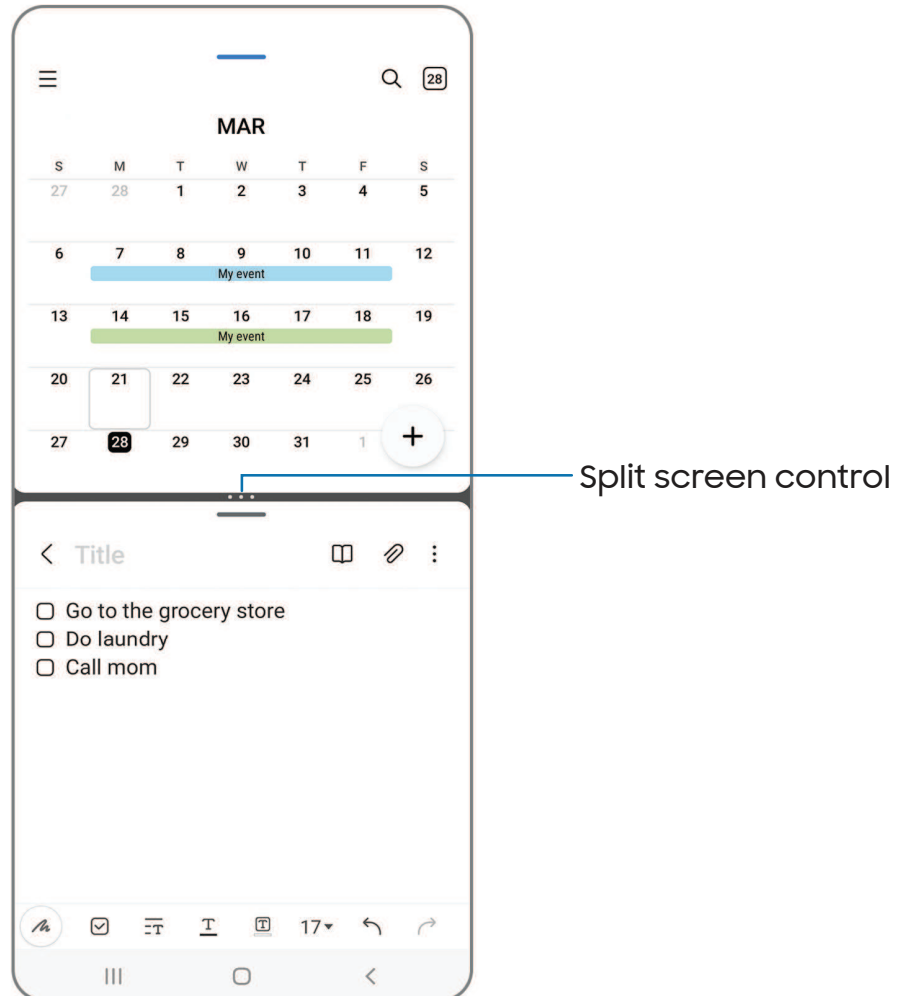 28
MAR
S M T W T F S
27 28 1 2 3 4 5
6 7 8 9 10 11 12
My event
13 14 15 16 17 18 19
My event
20 21 22 23 24 25 26
27 28 29 30 31 1
Split screen control
Title
Go to the grocery store
Do laundry
Call mom
T T T 17